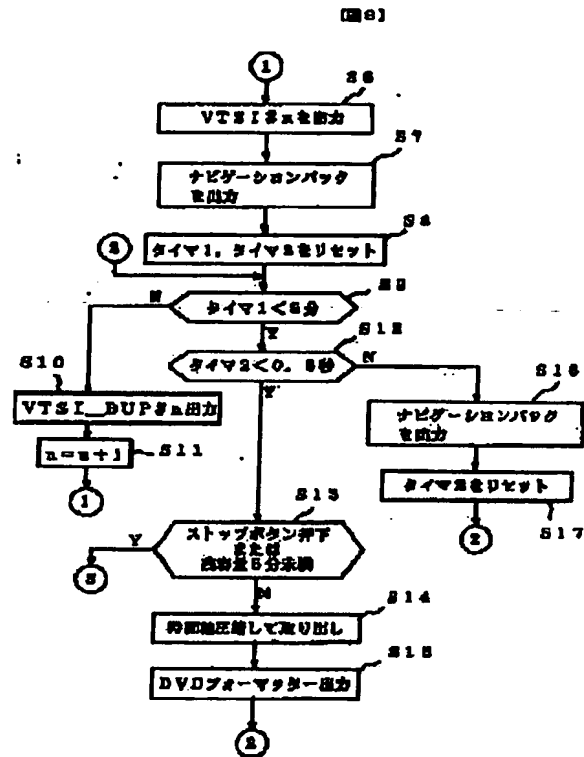 ①
S6
VTSI#nを出力
S7
ナビゲーションパック
を出力
S8
②
タイマ1,タイマ2をリセット
S9
N
タイマ1<5分
Y
S12
S10
タイマ2<0.5秒
N
Y
S16
VTSI_BUP#n出力
ナビゲーションパック
を出力
n=n+1
S11
①
タイマ2をリセット
S17
②
S13
Y
ストップボタン押下
または
残容量5分未満
③
N
S14
時間軸圧縮して取り出し
S15
DVDフォーマッター出力
②